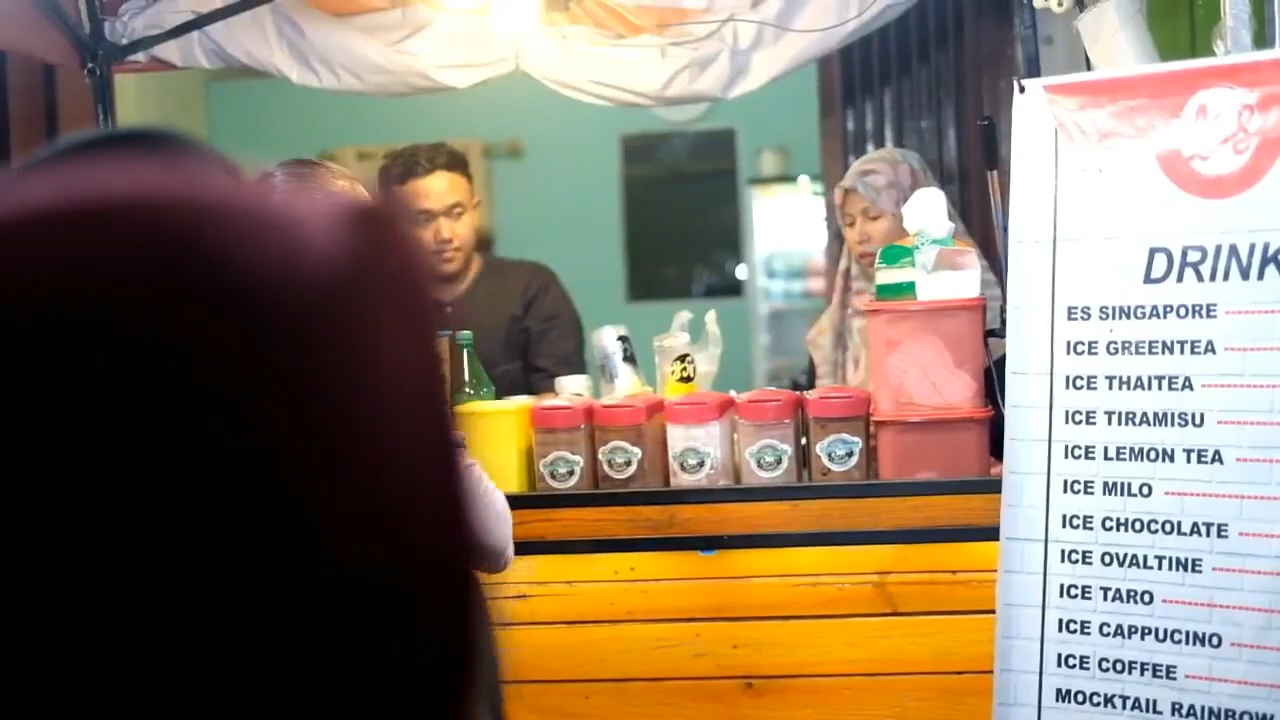 DRINK
ES SINGAPORE
ICE GREENTEA
ICE THAITEA
ICE TIRAMISU
ICE LEMON TEA
ICE MILO
ICE CHOCOLATE
ICE OVALTINE
ICE TARO
ICE CAPPUCINO
ICE COFFEE
MOCKTAIL RAINBOW